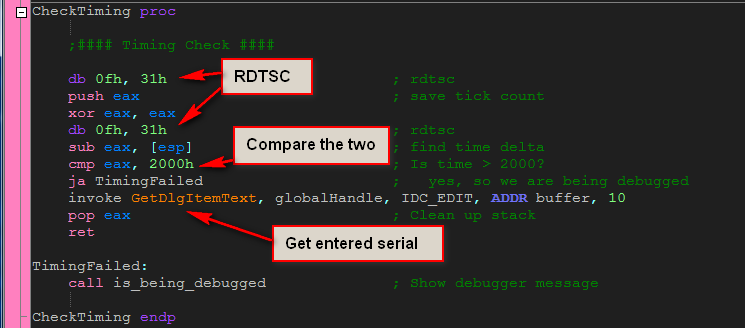 CheckTiming proc
;#### Timing Check ####
db 0fh, 31h ; rdtsc
RDTSC
push eax ; save tick count
xor eax, eax
db 0fh, 31h ; rdtsc
Compare the two
sub eax, [esp] ; find time delta
cmp eax, 2000h ; Is time > 2000?
ja TimingFailed ; yes, so we are being debugged
invoke GetDlgItemText, globalHandle, IDC_EDIT, ADDR buffer, 10
pop eax ; Clean up stack
ret
Get entered serial
TimingFailed:
call is_being_debugged ; Show debugger message
CheckTiming endp